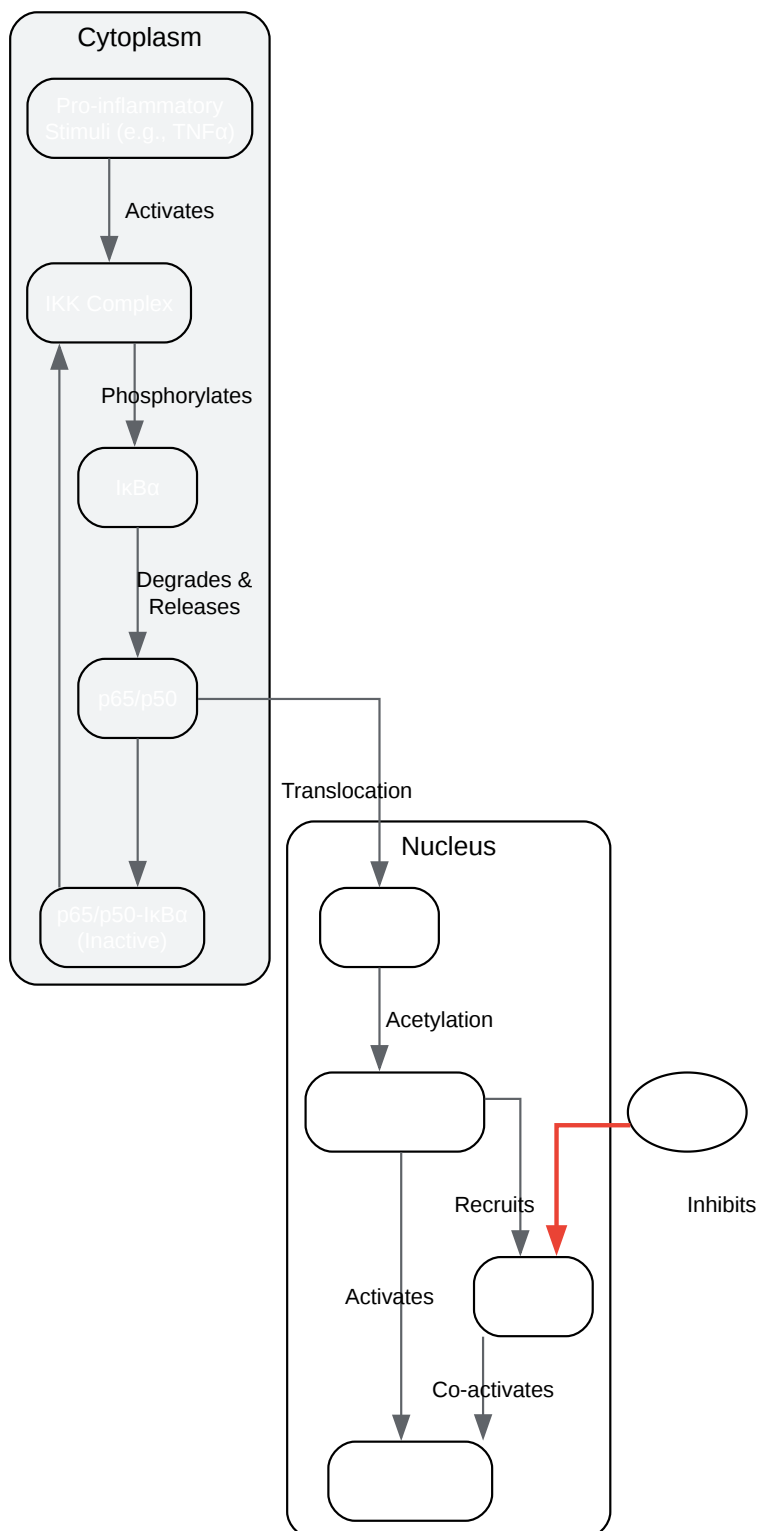 Cytoplasm
Pro-inflammatory
Stimuli (e.g., TNFα)
Activates
IKK Complex
Phosphorylates
IκBα
Degrades &
Releases
p65/p50
Translocation
p65/p50-IκBα
(Inactive)
Nucleus
Acetylation
Recruits
Inhibits
Activates
Co-activates